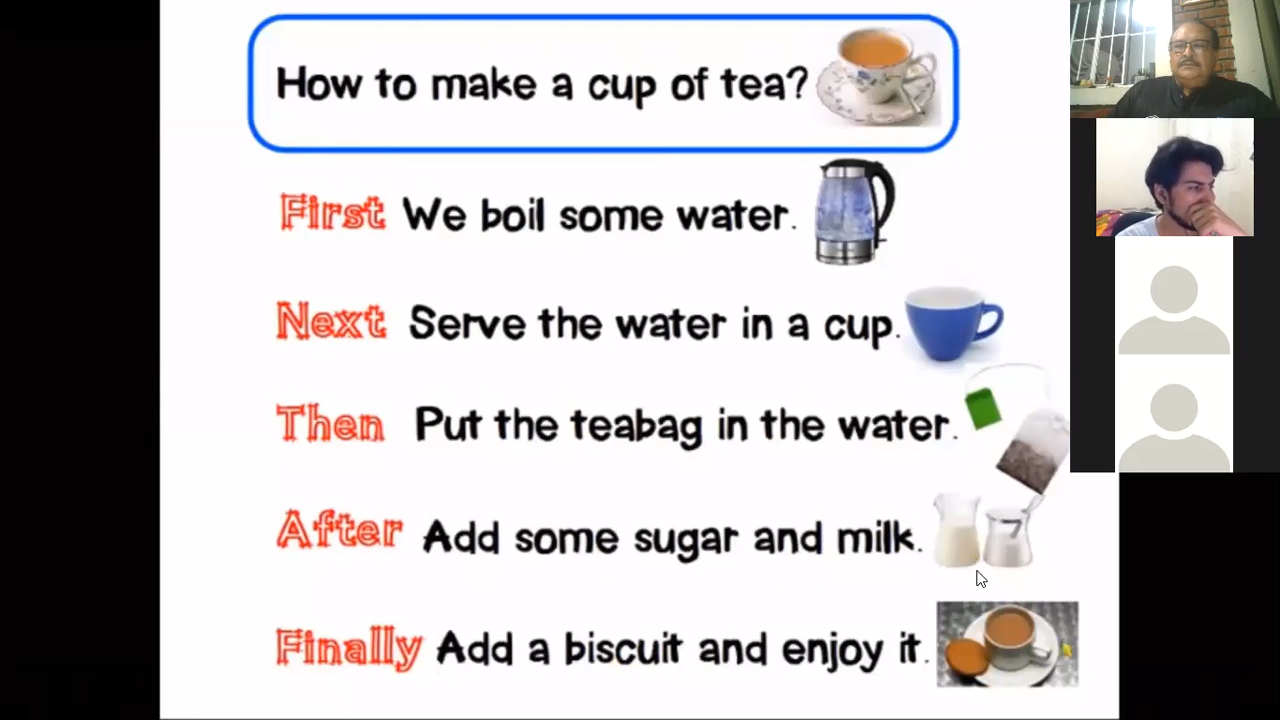 How to make a cup of tea?
First We boil some water.
Next Serve the water in a cup.
Then Put the teabag in the water.
After Add some sugar and milk.
Finally Add a biscuit and enjoy it.